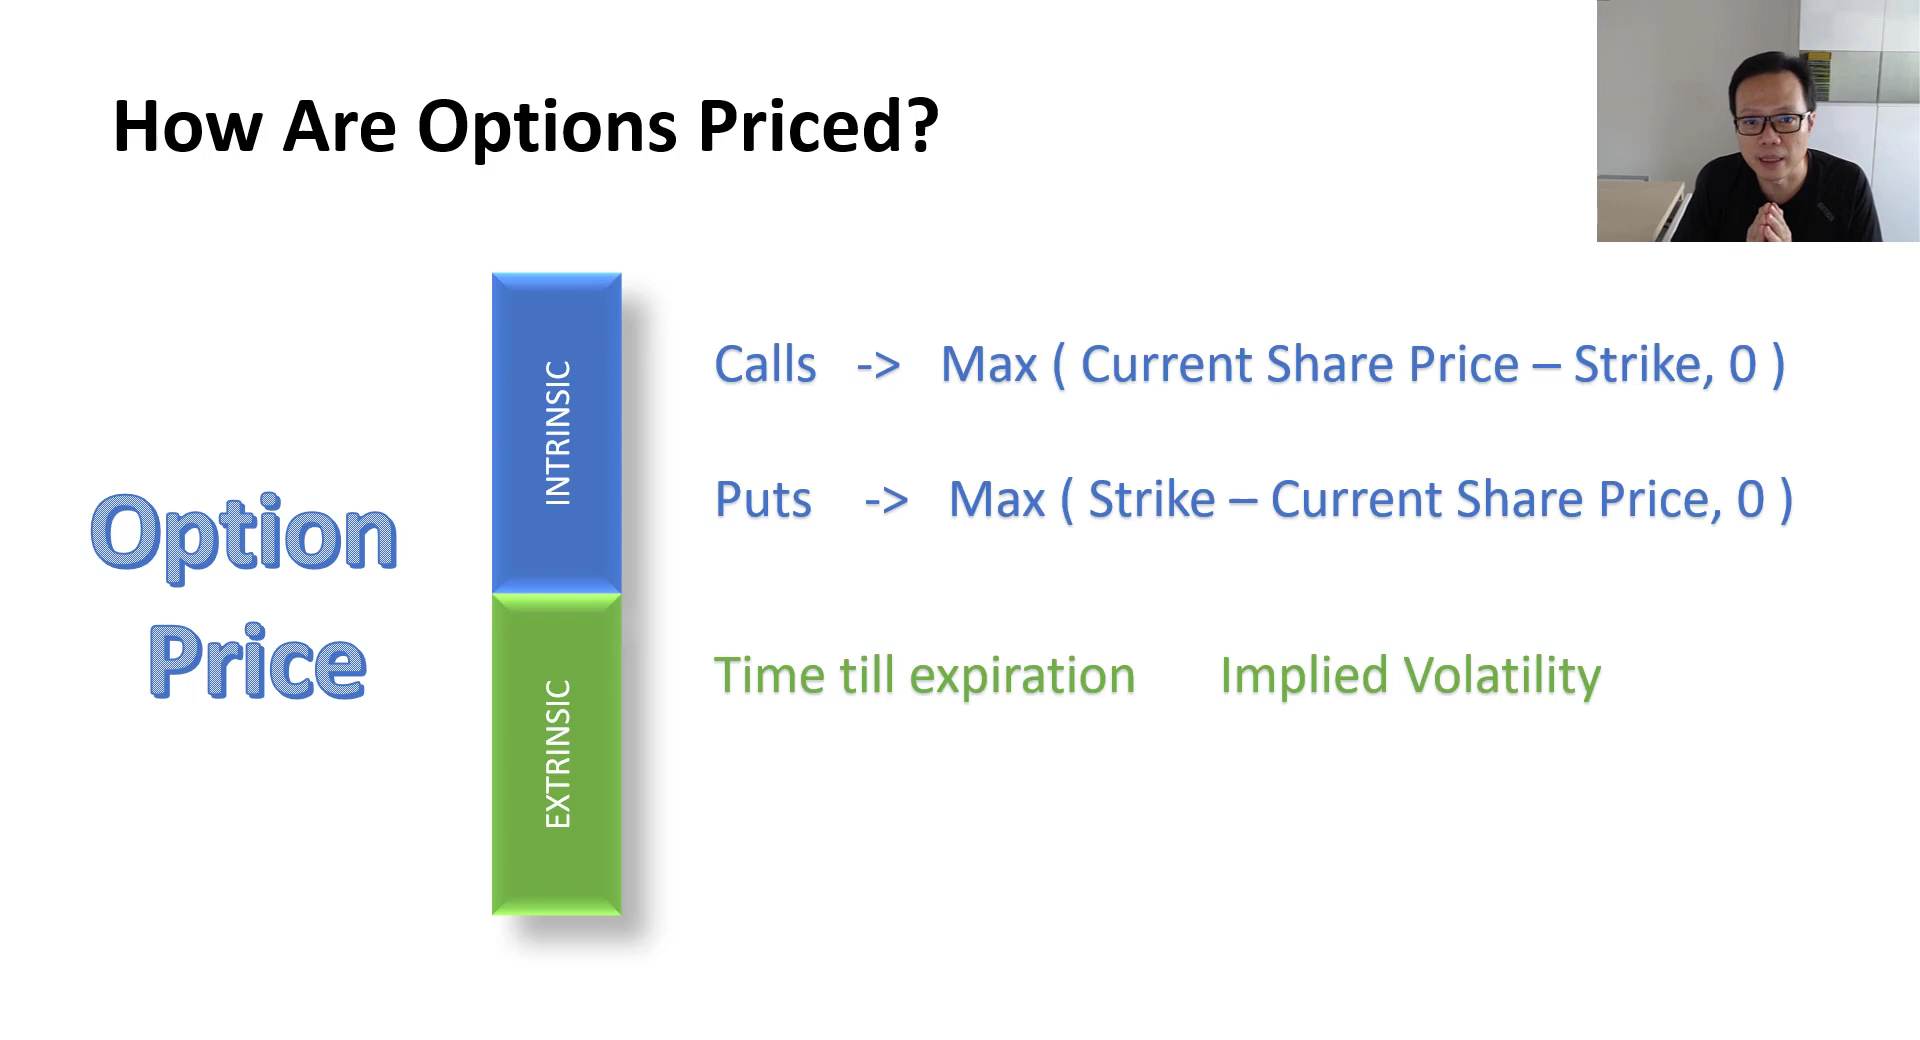 How Are Options Priced?
INTRINSIC
Calls -> Max ( Current Share Price – Strike, 0 )
Puts -> Max ( Strike – Current Share Price, 0 )
Option
Price
EXTRINSIC
Time till expiration Implied Volatility